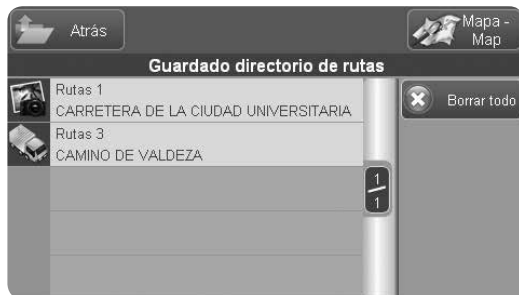 Atrás
Mapa -
Map
Guardado directorio de rutas
Rutas 1
CARRETERA DE LA CIUDAD UNIVERSITARIA
Borrar todo
Rutas 3
CAMINO DE VALDEZA
1
1